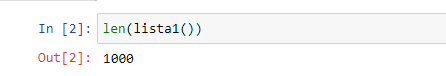 In [2]: len(lista1())
Out[2]: 1000